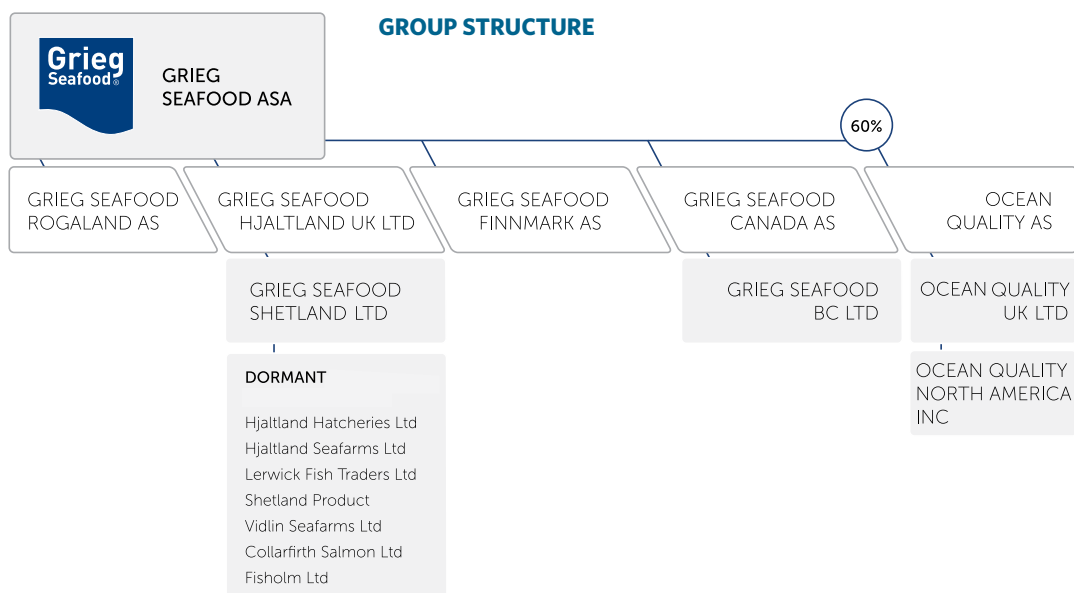 GROUP STRUCTURE
Grieg
Seafood®
GRIEG
SEAFOOD ASA
60%
GRIEG SEAFOOD
ROGALAND AS
GRIEG SEAFOOD
HJALTLAND UK LTD
GRIEG SEAFOOD
FINNMARK AS
GRIEG SEAFOOD
CANADA AS
OCEAN
QUALITY AS
GRIEG SEAFOOD
SHETLAND LTD
GRIEG SEAFOOD
BC LTD
OCEAN QUALITY
UK LTD
DORMANT
Hjaltland Hatcheries Ltd
Hjaltland Seafarms Ltd
Lerwick Fish Traders Ltd
Shetland Product
Vidlin Seafarms Ltd
Collarfirth Salmon Ltd
Fisholm Ltd
OCEAN QUALITY
NORTH AMERICA
INC